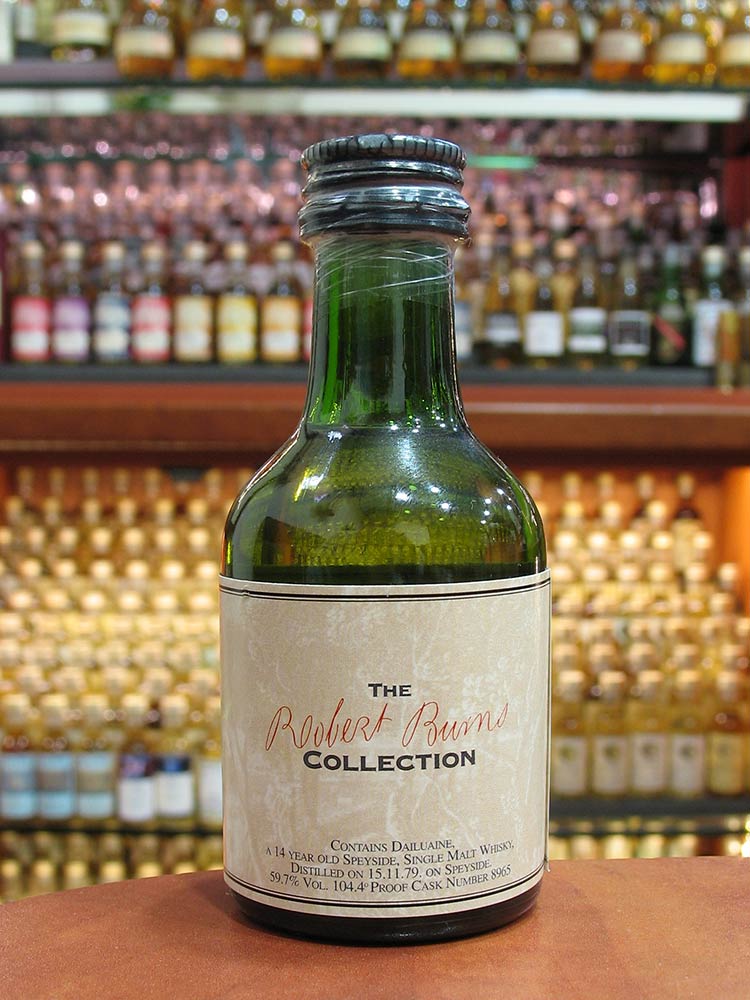 THE
Robert Burns
COLLECTION
CONTAINS DAILUAINE,
A 14 YEAR OLD SPEYSIDE, SINGLE MALT WHISKY,
DISTILLED ON 15.11.79. ON SPEYSIDE.
59.7% VOL. 104.4º PROOF CASK NUMBER 8965